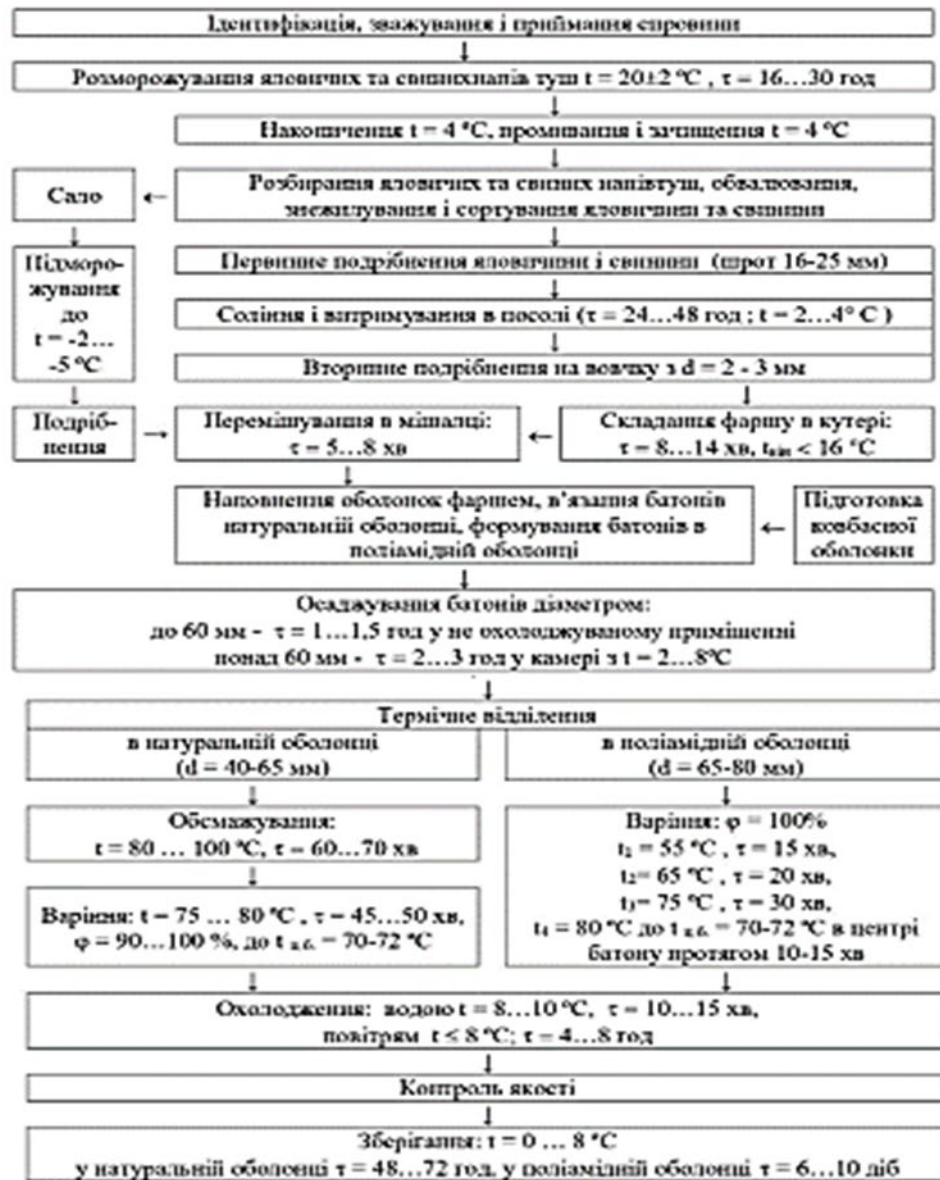 Ідентифікація, зважування і приймання сировини
↓
Розморожування яловичих та свининхнапів туш t = 20±2 °C , τ = 16…30 год
↓
Накопичення t = 4 °C, промивання і зачищення t = 4 °C
↓
Сало ← Розбирання яловичих та свиних напівтуш, обвалювання,
знежилування і сортування яловичини та свинини
↓ ↓
Підморо-
жування
до
t = -2…
-5 °C
Первинне подрібнення яловичини і свинини (шрот 16-25 мм)
↓
Соління і витримування в посолі (τ = 24…48 год ; t = 2…4° C )
↓
Вторинне подрібнення на вовчку з d = 2 - 3 мм
↓ ↓
Подріб-
нення
→
Перемішування в мішалці:
τ = 5…8 хв
←
Складання фаршу в кутері:
τ = 8…14 хв, t < 16 °C
↓
Наповнення оболонок фаршем, в'язання батонів
натуральній оболонці, формування батонів в
поліамідній оболонці
←
Підготовка
ковбасної
оболонки
↓
Осаджування батонів діаметром:
до 60 мм - τ = 1…1,5 год у не охолоджуваному приміщенні
понад 60 мм - τ = 2…3 год у камері з t = 2…8°C
↓
Термічне відділення
в натуральній оболонці
(d = 40-65 мм)
↓
Обсмажування:
t = 80 … 100 °C, τ = 60…70 хв
↓
Варіння: t = 75 … 80 °C , τ = 45…50 хв,
φ = 90…100 %, до t ц.б. = 70-72 °C
↓
в поліамідній оболонці
(d = 65-80 мм)
↓
Варіння: φ = 100%
t₁ = 55 °C , τ = 15 хв,
t₂= 65 °C , τ = 20 хв,
t₃= 75 °C , τ = 30 хв,
t₄ = 80 °C до t ц.б. = 70-72 °C в центрі
батону протягом 10-15 хв
↓
Охолодження: водою t = 8…10 °C, τ = 10…15 хв,
повітрям t ≤ 8 °C; τ = 4…8 год
↓
Контроль якості
↓
Зберігання: t = 0 … 8 °C
у натуральній оболонці τ = 48…72 год, у поліамідній оболонці τ = 6…10 діб